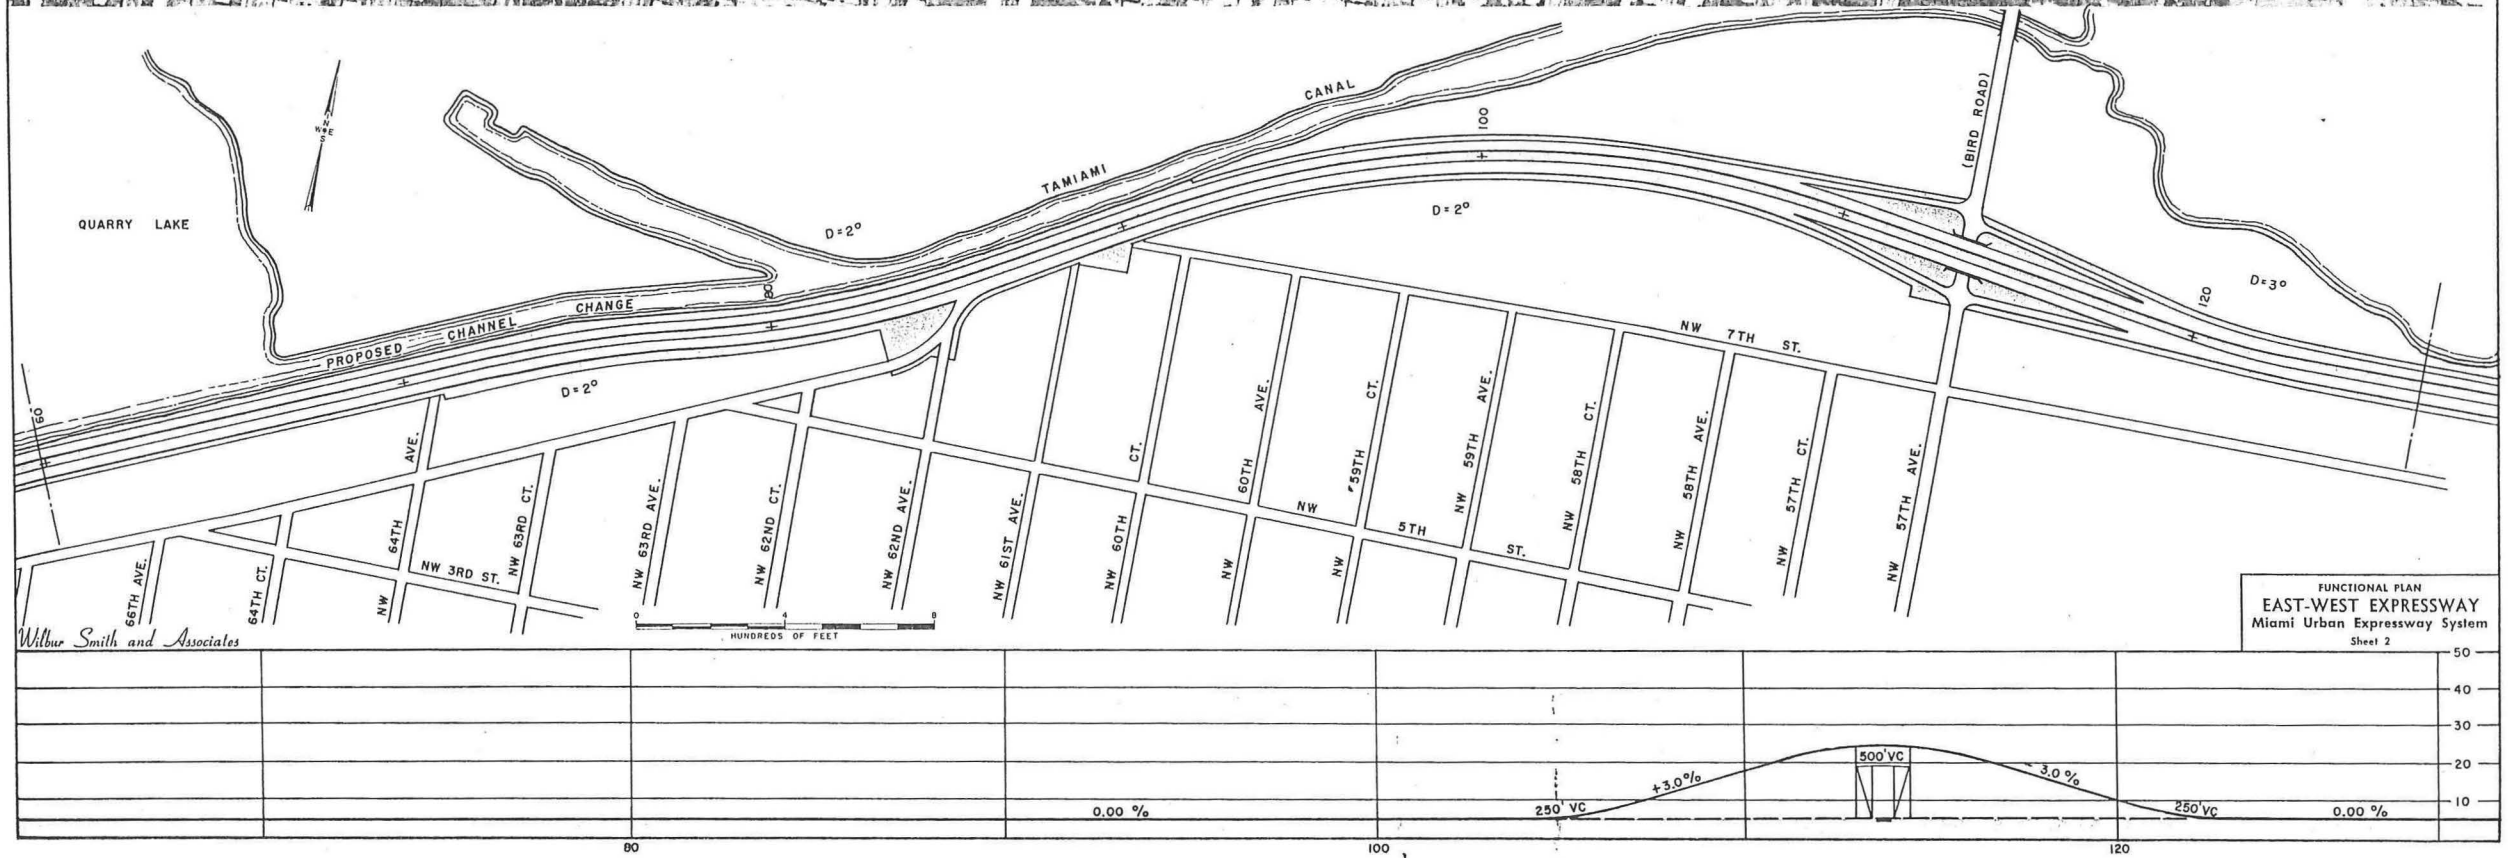 (BIRD ROAD)
CANAL
TAMIAMI
100
N
W E
S
QUARRY LAKE
D=2°
D=2°
D=3°
80
120
PROPOSED CHANNEL CHANGE
D=2°
60
NW 7TH ST.
NW 5TH ST.
NW 3RD ST.
66TH AVE.
64TH CT.
NW 64TH AVE.
NW 63RD CT.
NW 63RD AVE.
NW 62ND CT.
NW 62ND AVE.
NW 61ST AVE.
NW 60TH CT.
NW 60TH AVE.
NW 59TH CT.
NW 59TH AVE.
NW 58TH CT.
NW 58TH AVE.
NW 57TH CT.
NW 57TH AVE.
0 4 8
HUNDREDS OF FEET
Wilbur Smith and Associates
FUNCTIONAL PLAN
EAST-WEST EXPRESSWAY
Miami Urban Expressway System
Sheet 2
50
40
30
20
10
0.00 %
250' VC
+3.0%
500' VC
- 3.0 %
250' VC
0.00 %
80
100
120